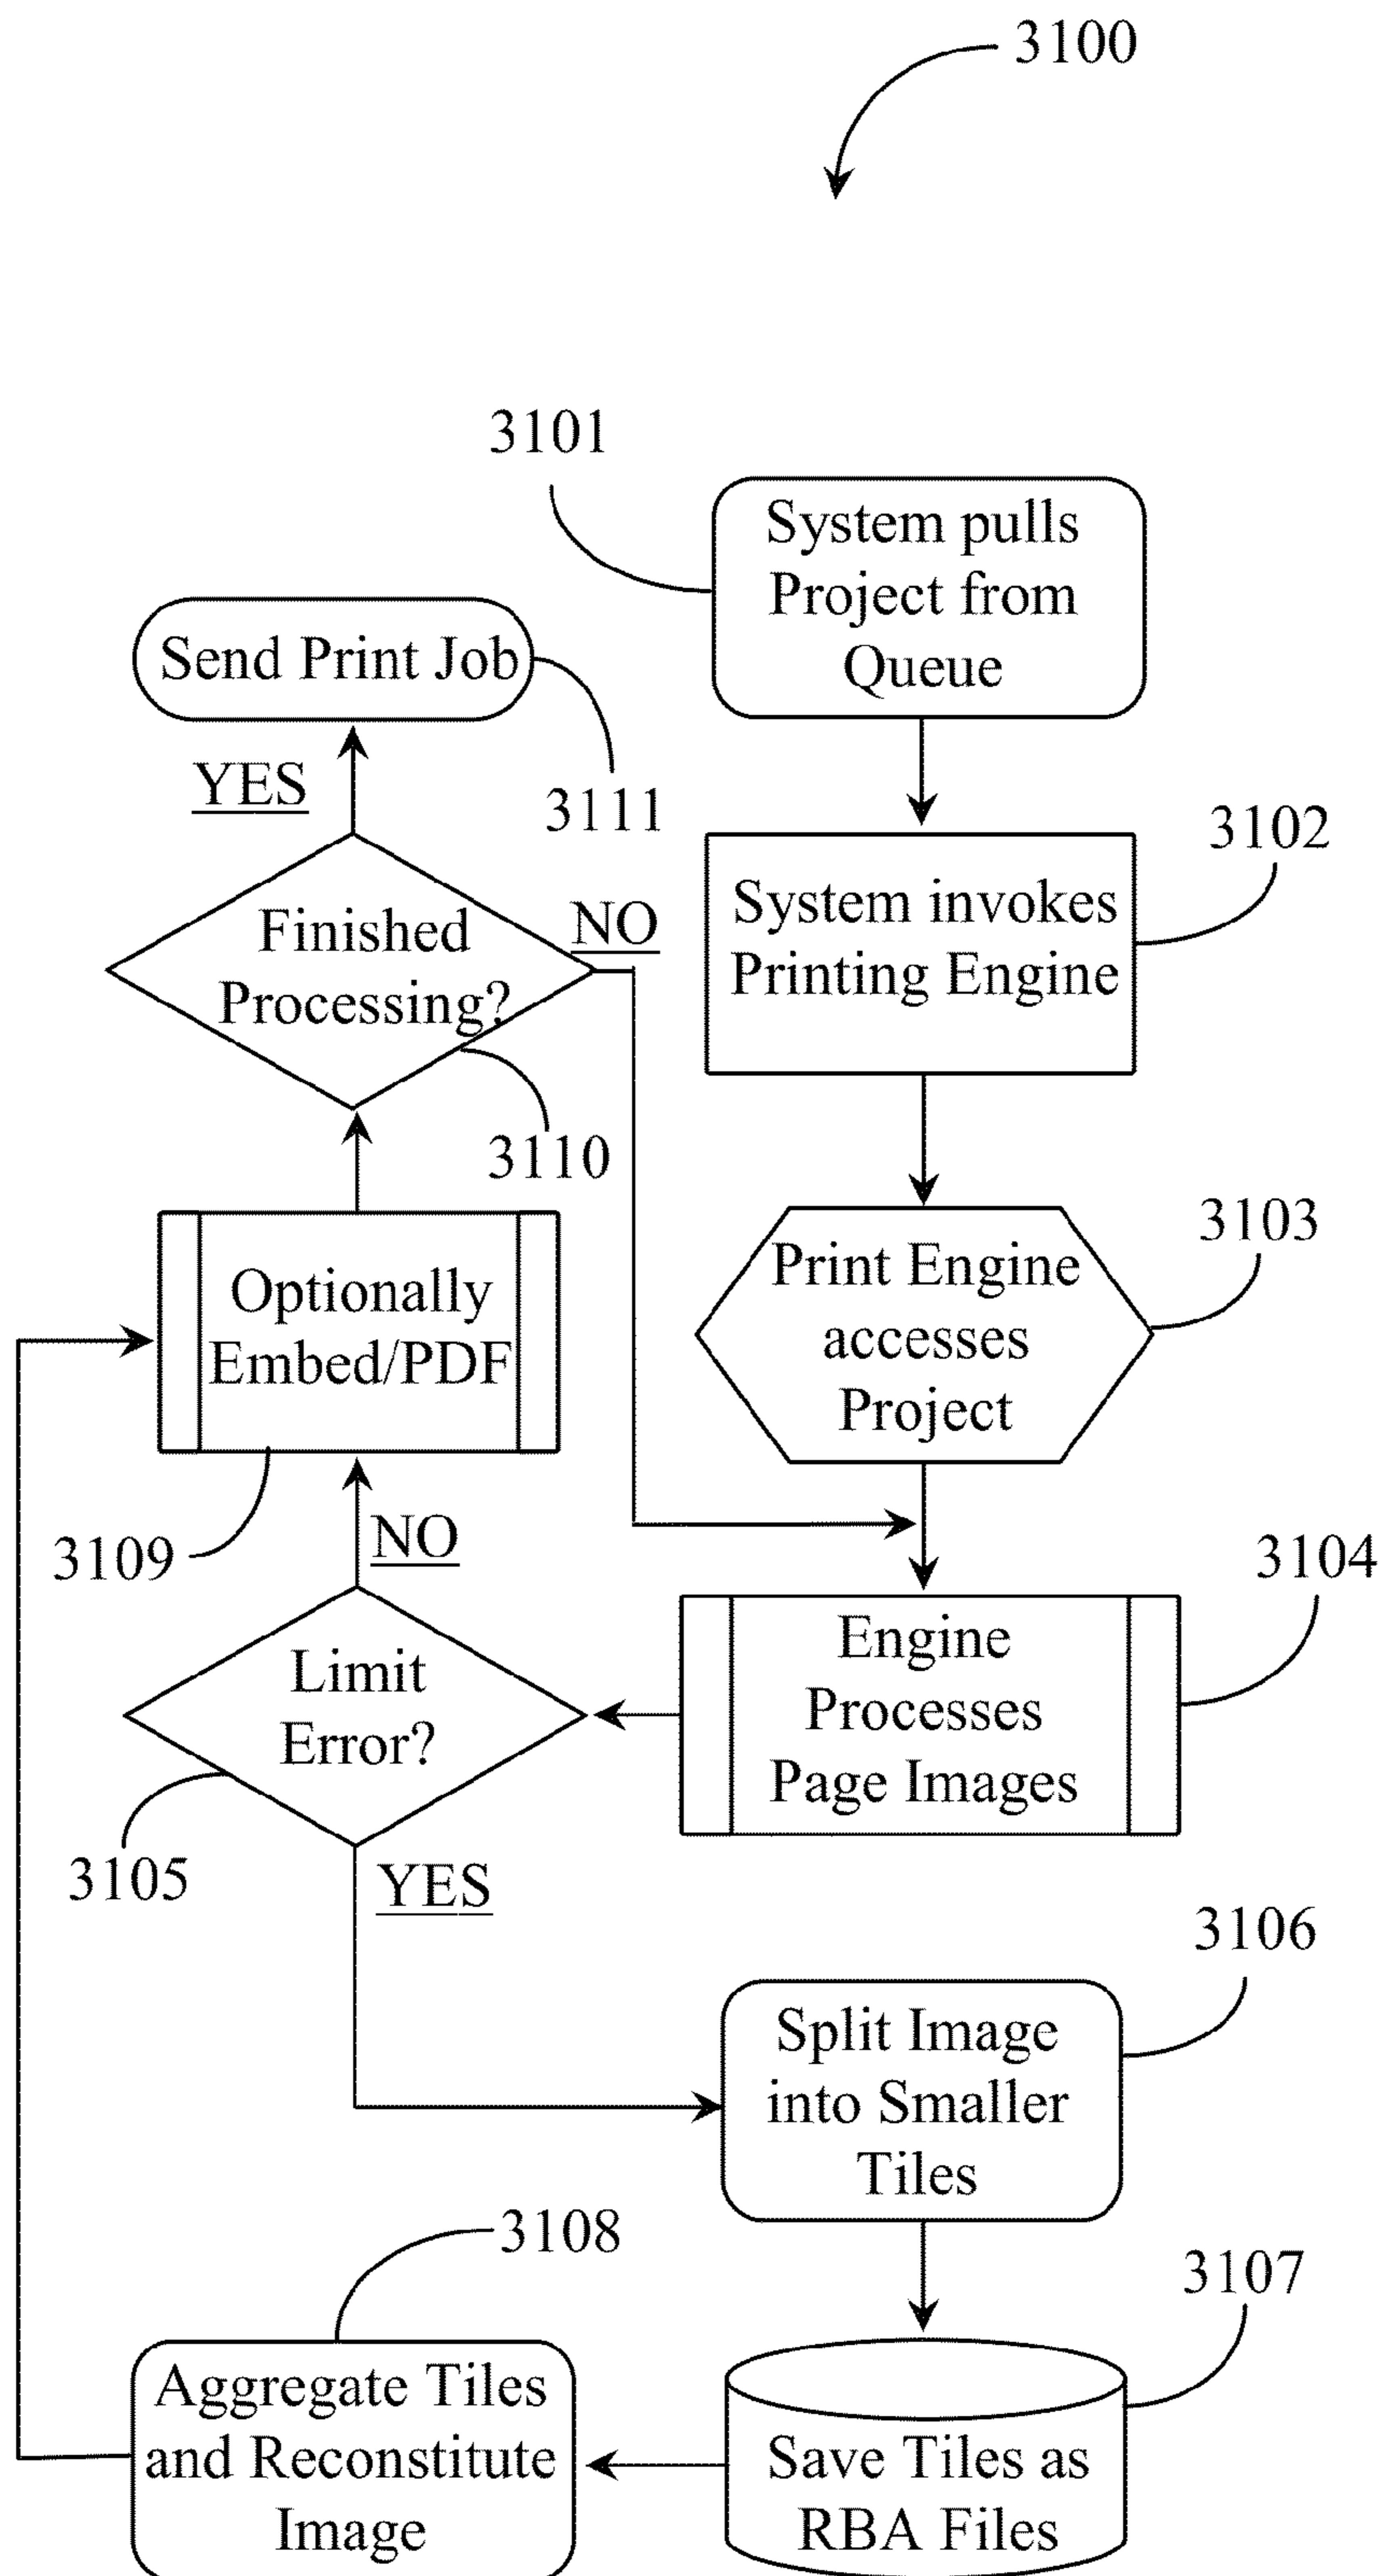 3100
3101
System pulls
Project from
Queue
Send Print Job
3111
YES
3102
System invokes
Printing Engine
Finished
Processing?
NO
3110
3103
Print Engine
accesses
Project
Optionally
Embed/PDF
3109
NO
3104
Engine
Processes
Page Images
Limit
Error?
3105
YES
3106
Split Image
into Smaller
Tiles
3107
Save Tiles as
RBA Files
3108
Aggregate Tiles
and Reconstitute
Image